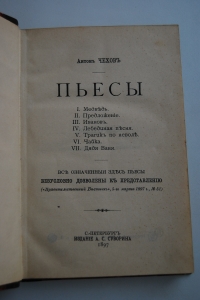 Антонъ ЧЕХОВЪ.
ПЬЕСЫ
I. Медвѣдь.
II. Предложеніе.
III. Ивановъ.
IV. Лебединая пѣсня.
V. Трагикъ по неволѣ.
VI. Чайка.
VII. Дядя Ваня.
ВСѢ ОЗНАЧЕННЫЯ ЗДѢСЬ ПЬЕСЫ
БЕЗУСЛОВНО ДОЗВОЛЕНЫ КЪ ПРЕДСТАВЛЕНІЮ
С.-ПЕТЕРБУРГЪ
ИЗДАНІЕ А. С. СУВОРИНА
1897